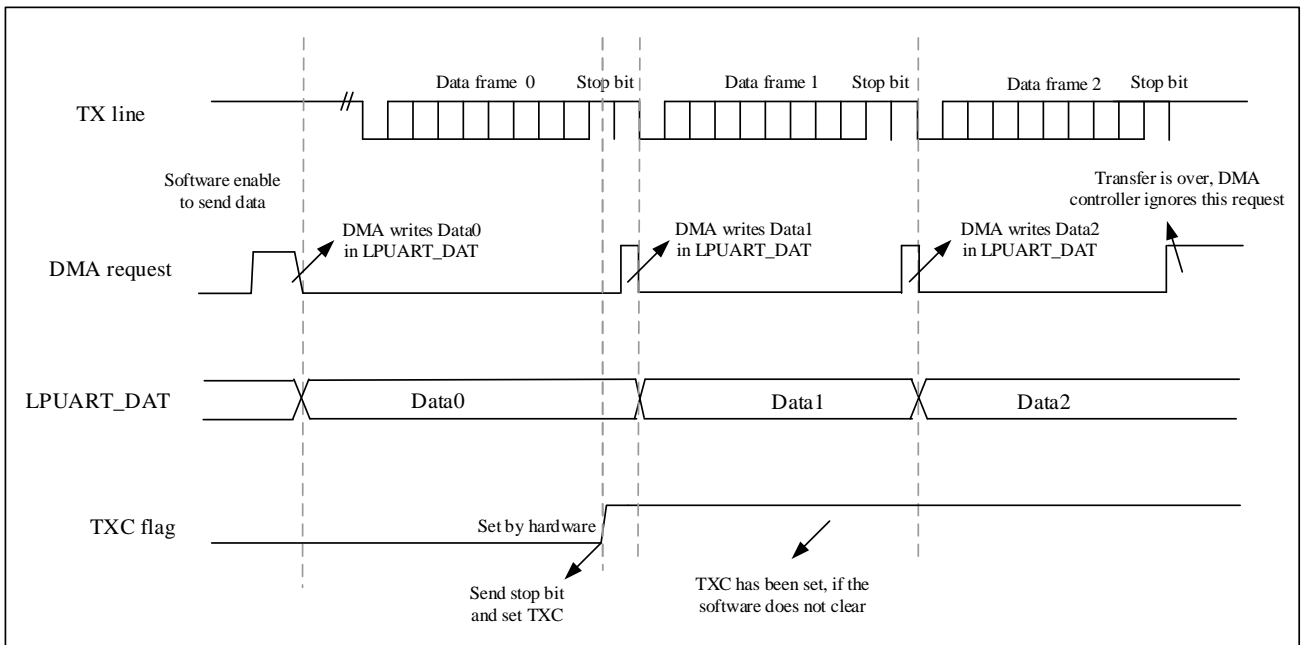 Data frame 0
Stop bit
Data frame 1
Stop bit
Data frame 2
Stop bit
TX line
Software enable
to send data
Transfer is over, DMA
controller ignores this request
DMA writes Data0
in LPUART_DAT
DMA writes Data1
in LPUART_DAT
DMA writes Data2
in LPUART_DAT
DMA request
LPUART_DAT
Data0
Data1
Data2
TXC flag
Set by hardware
Send stop bit
and set TXC
TXC has been set, if the
software does not clear